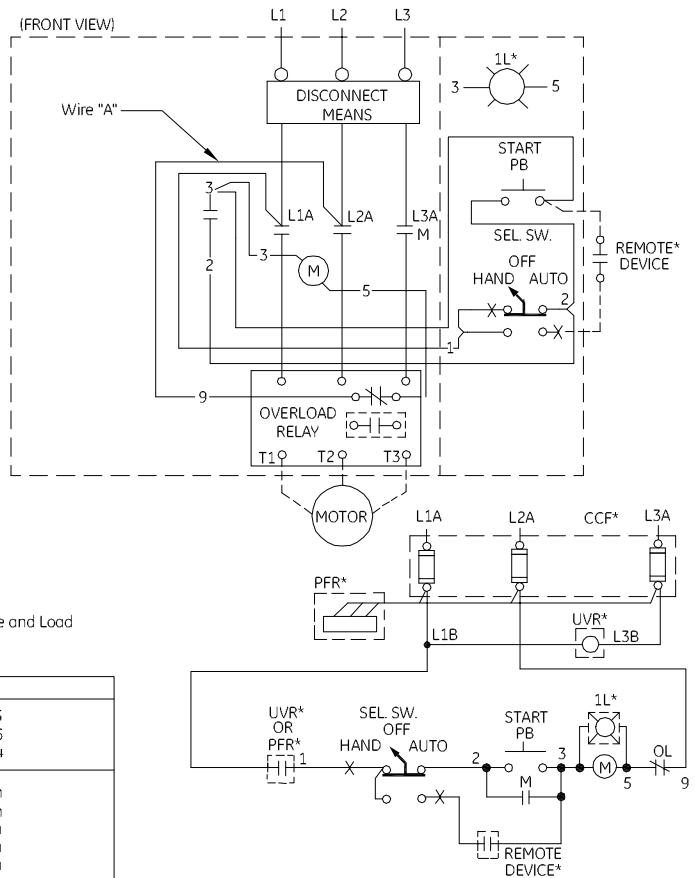 (FRONT VIEW)
L1 L2 L3
1L*
3 5
DISCONNECT
MEANS
Wire "A"
START
PB
3
L1A L2A L3A
M
SEL. SW.
OFF
HAND AUTO
REMOTE*
DEVICE
2
3
M
5
2
1
9
OVERLOAD
RELAY
T1 T2 T3
MOTOR
L1A L2A CCF* L3A
PFR*
e and Load
UVR*
L1B L3B
1L*
UVR*
OR
PFR*
SEL. SW.
OFF
HAND AUTO
START
PB
1
2
3
M
5
OL
9
M
REMOTE
DEVICE*